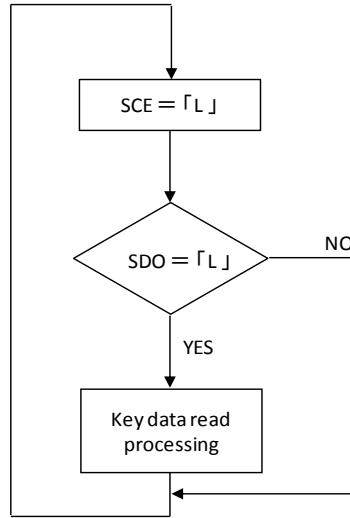 SCE ＝「L」
SDO ＝「L」
NO
YES
Key data read
processing